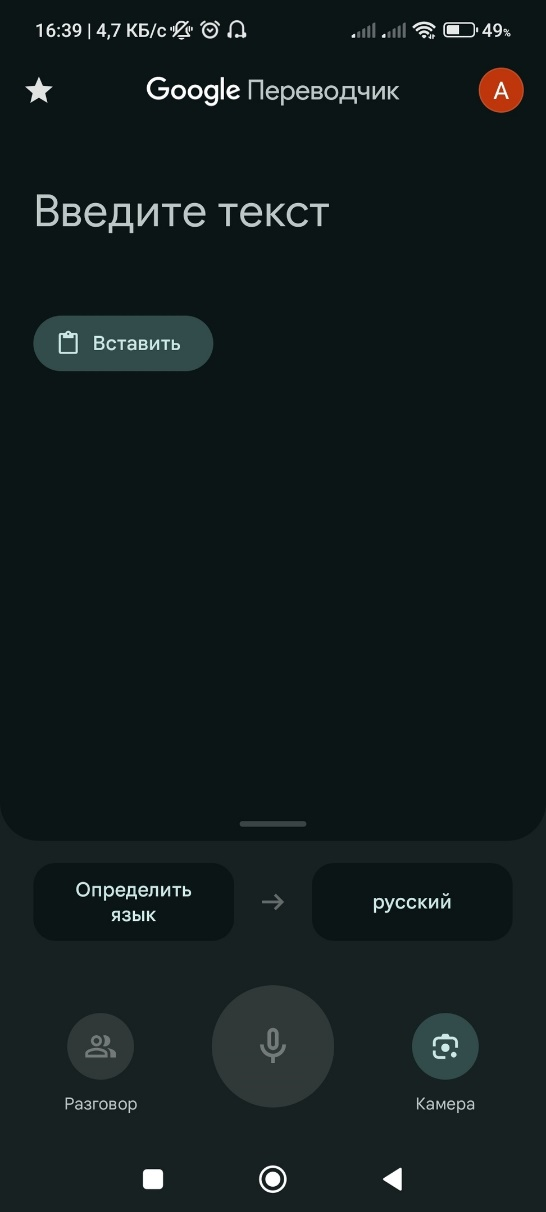 16:39 | 4,7 КБ/с 49%
Google Переводчик
A
Введите текст
Вставить
Определить
язык
русский
Разговор
Камера